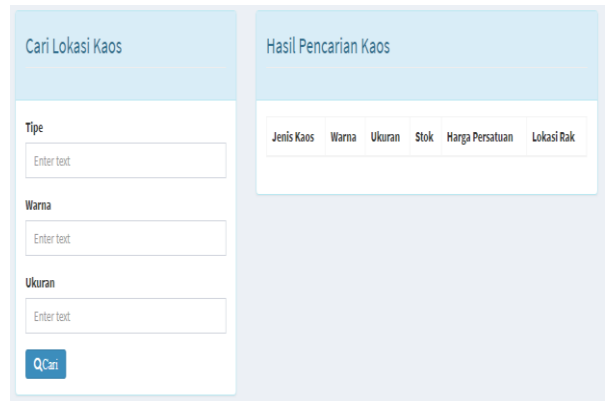 Cari Lokasi Kaos
Tipe
Enter text
Warna
Enter text
Ukuran
Enter text
Cari
Hasil Pencarian Kaos
Jenis Kaos Warna Ukuran Stok Harga Persatuan Lokasi Rak